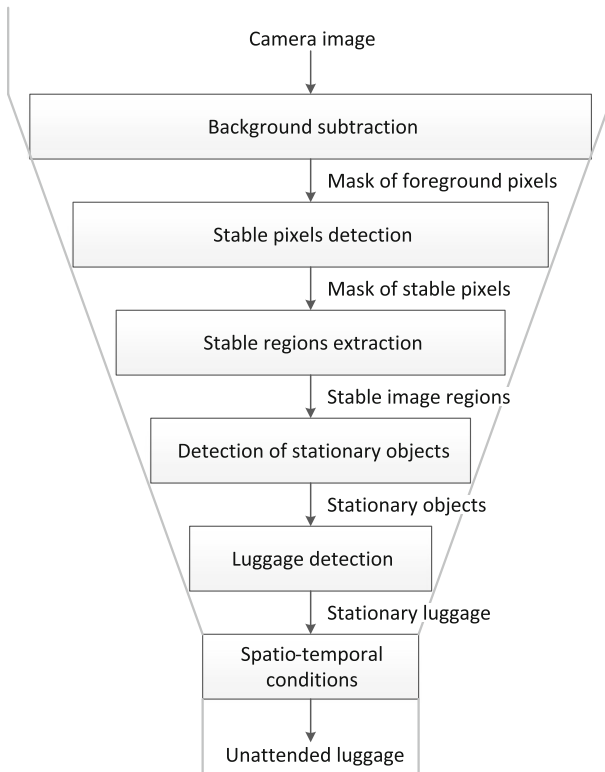 Camera image
Background subtraction
Mask of foreground pixels
Stable pixels detection
Mask of stable pixels
Stable regions extraction
Stable image regions
Detection of stationary objects
Stationary objects
Luggage detection
Stationary luggage
Spatio-temporal
conditions
Unattended luggage